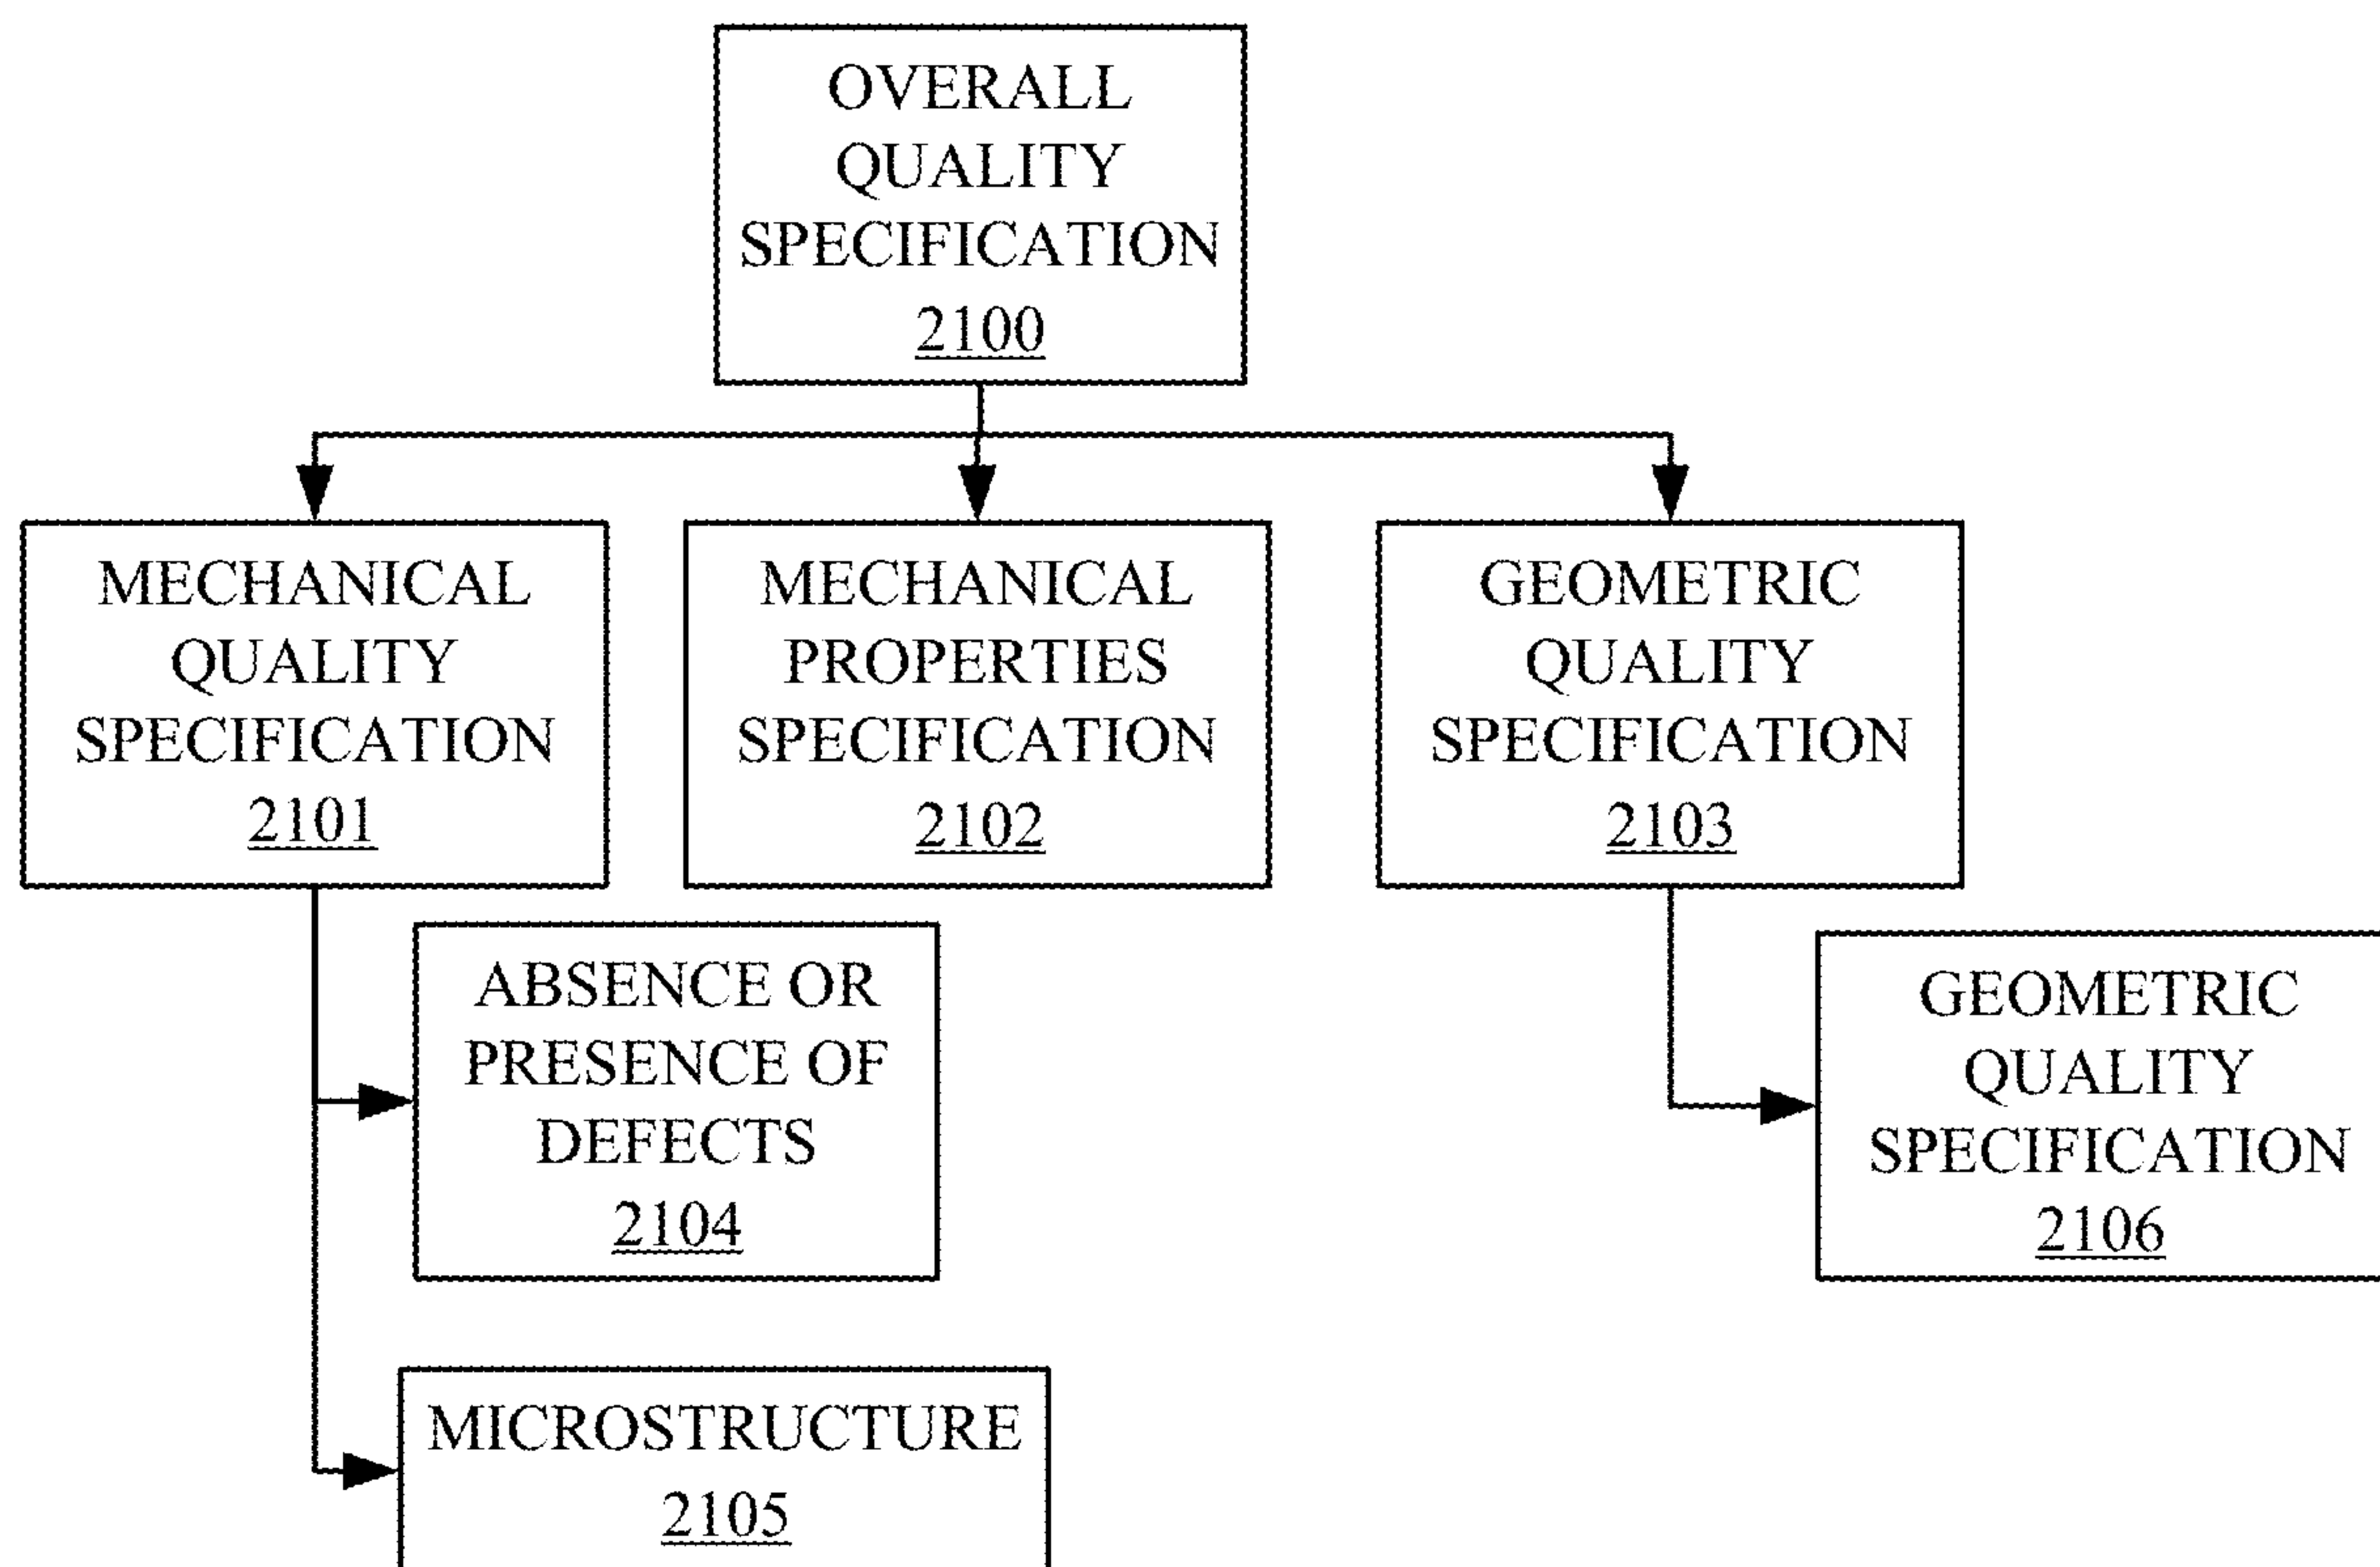 OVERALL
QUALITY
SPECIFICATION
2100
MECHANICAL
QUALITY
SPECIFICATION
2101
MECHANICAL
PROPERTIES
SPECIFICATION
2102
GEOMETRIC
QUALITY
SPECIFICATION
2103
ABSENCE OR
PRESENCE OF
DEFECTS
2104
GEOMETRIC
QUALITY
SPECIFICATION
2106
MICROSTRUCTURE
2105